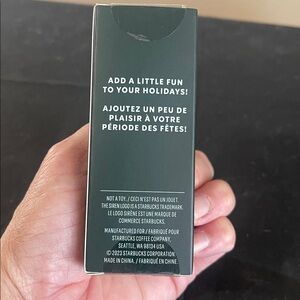 ADD A LITTLE FUN
TO YOUR HOLIDAYS!
AJOUTEZ UN PEU DE
PLAISIR À VOTRE
PÉRIODE DES FÊTES!
NOT A TOY. / CECI N'EST PAS UN JOUET.
THE SIREN LOGO IS A STARBUCKS TRADEMARK.
LE LOGO SIRÈNE EST UNE MARQUE DE
COMMERCE STARBUCKS.
MANUFACTURED FOR / FABRIQUÉ POUR
STARBUCKS COFFEE COMPANY,
SEATTLE, WA 98134 USA
© 2023 STARBUCKS CORPORATION
MADE IN CHINA. / FABRIQUÉ EN CHINE.